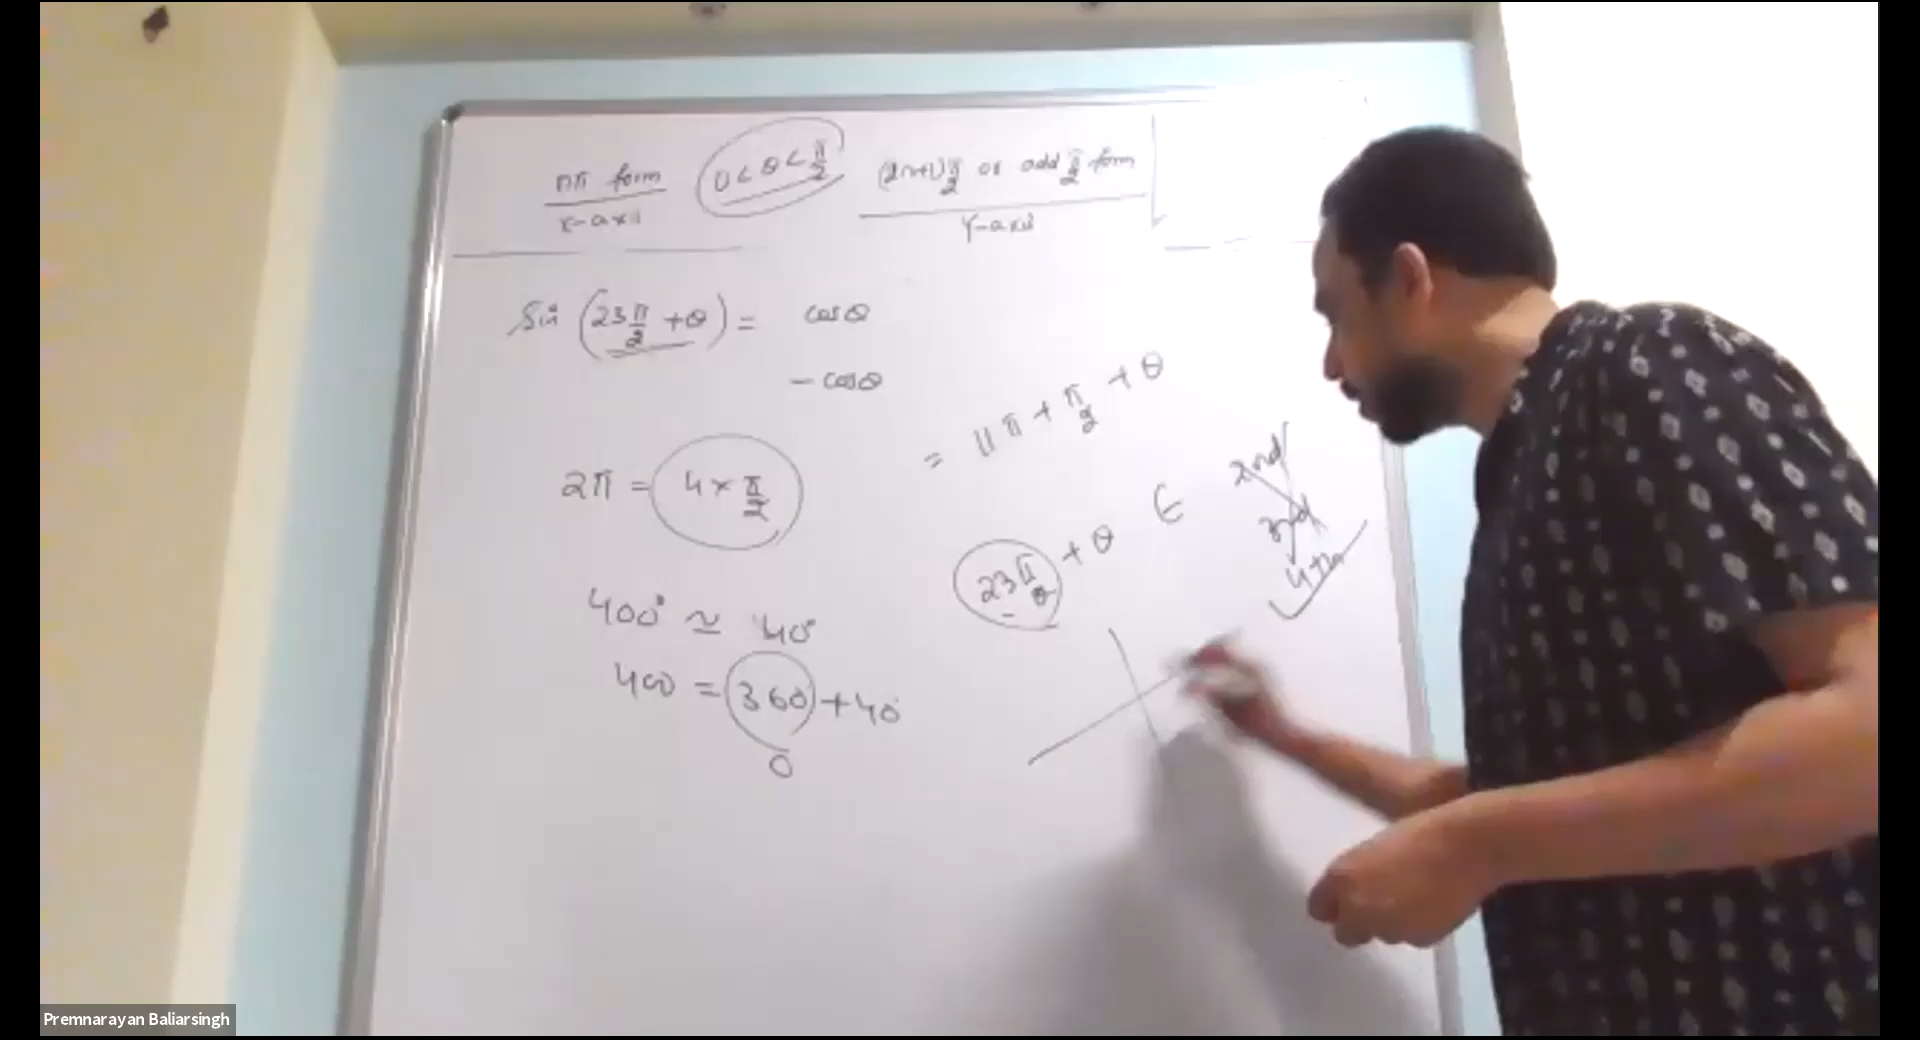 nπ form
x-axis
0 < θ < π/2
(2n+1)π/2 or odd π/2 form
Y-axis
Sin (23π/2 + θ) = cosθ
- cosθ
= 11π + π/2 + θ
2π = 4 × π/2
23π/2 + θ ∈
2nd
3rd
4th
400° ≃ 40°
400 = 360 + 40
0
Premnarayan Baliarsingh